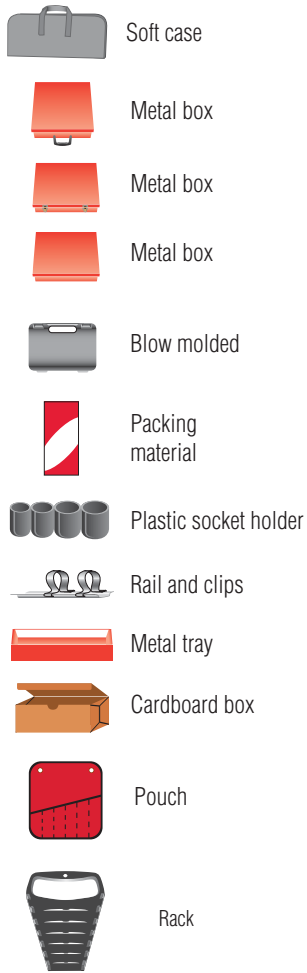 Soft case
Metal box
Metal box
Metal box
Blow molded
Packing
material
Plastic socket holder
Rail and clips
Metal tray
Cardboard box
Pouch
Rack